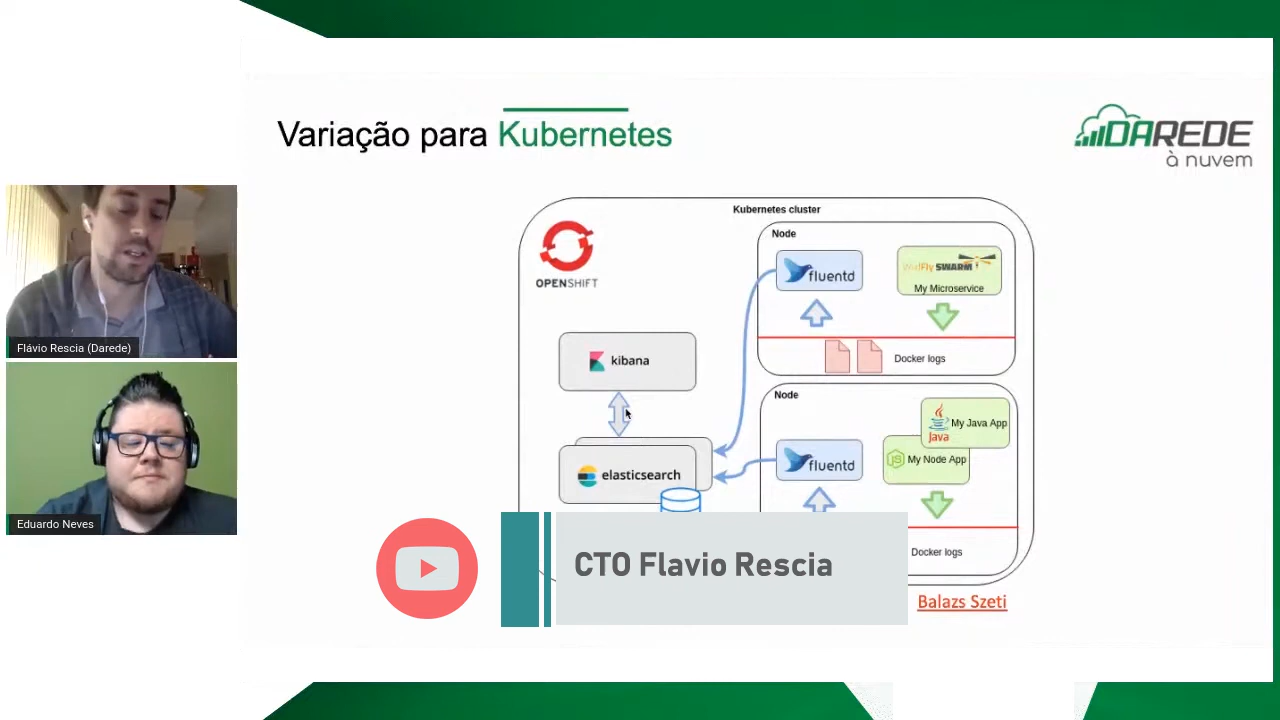 Variação para Kubernetes
DAREDE
à nuvem
Kubernetes cluster
OPENSHIFT
Node
fluentd
WildFly SWARM
My Microservice
Docker logs
kibana
Node
My Java App
Java
My Node App
fluentd
elasticsearch
Docker logs
Balazs Szeti
Flávio Rescia (Darede)
Eduardo Neves
CTO Flavio Rescia